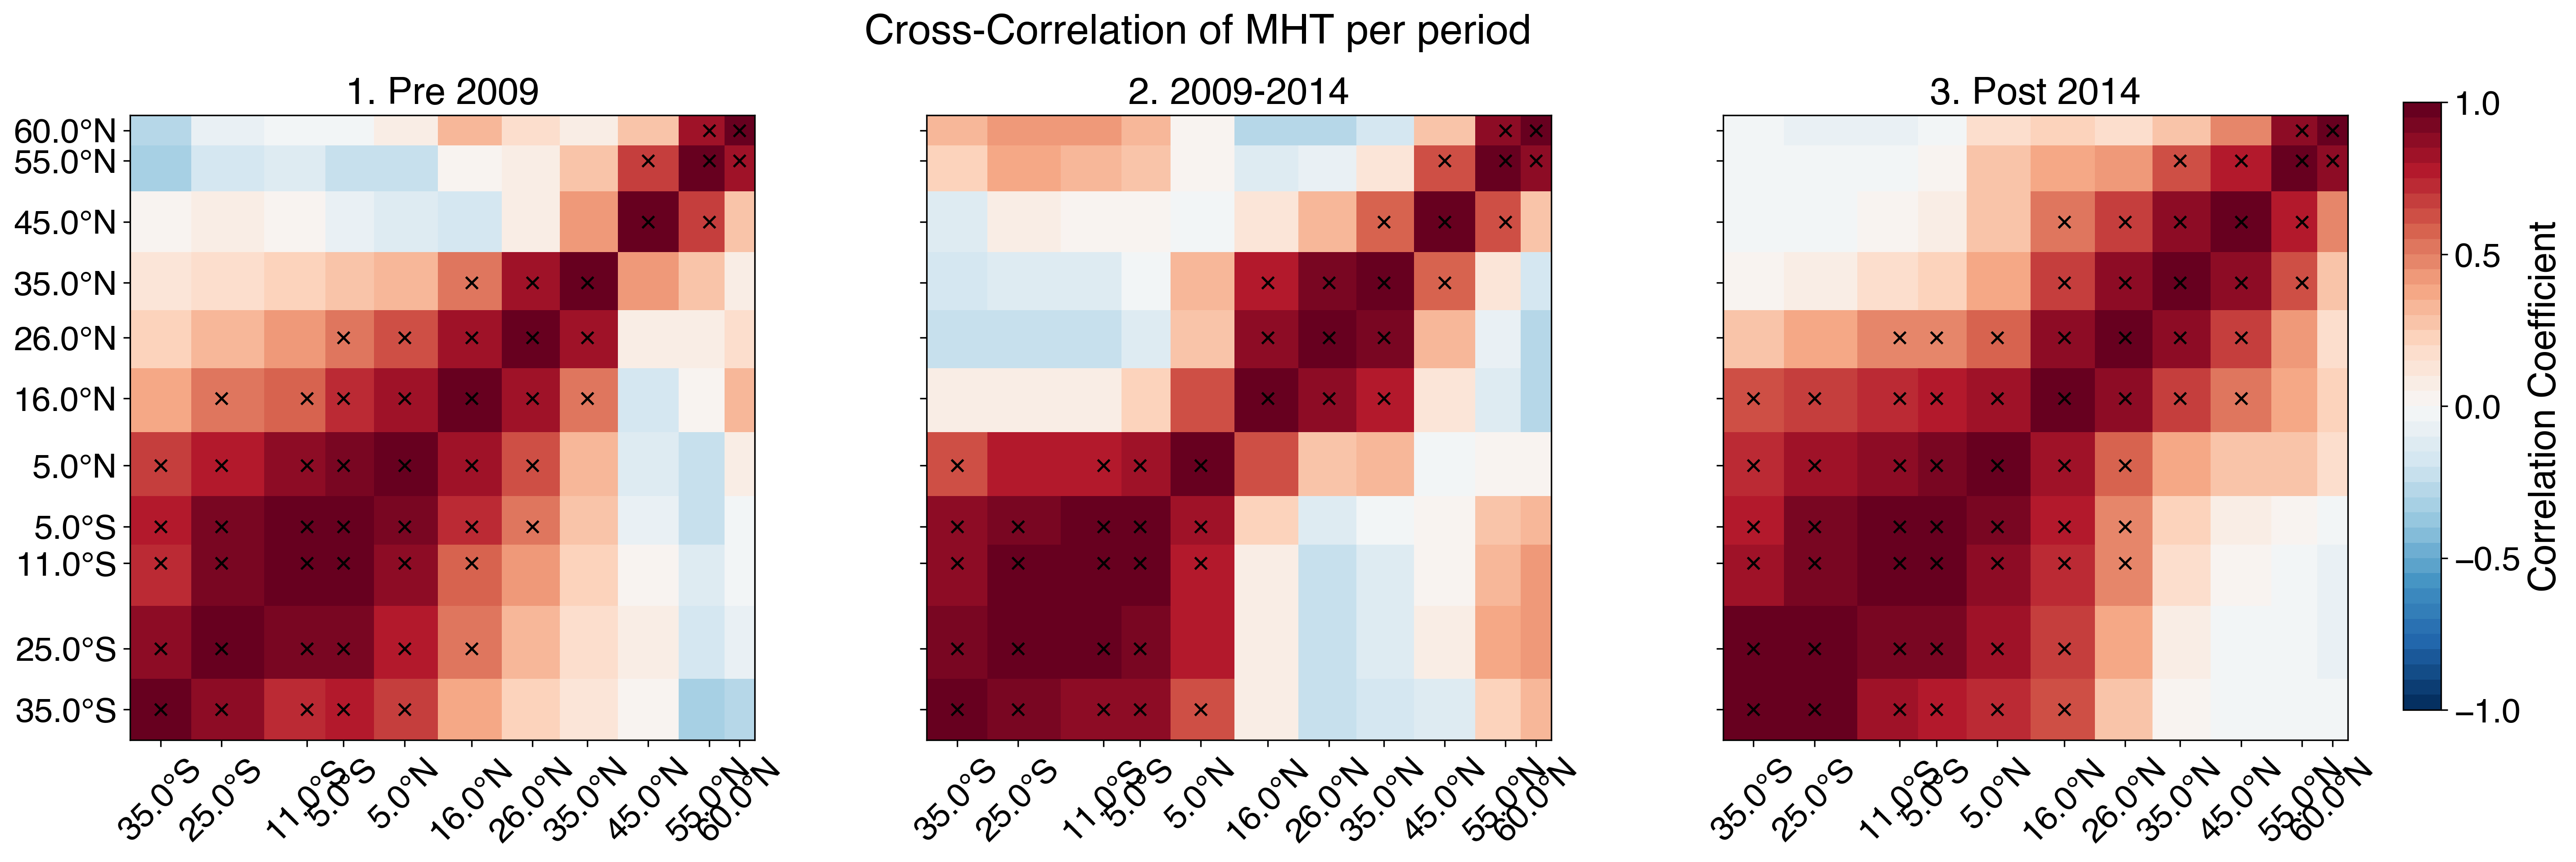 Cross-Correlation of MHT per period
1. Pre 2009
2. 2009-2014
3. Post 2014
60.0°N
55.0°N
45.0°N
35.0°N
26.0°N
16.0°N
5.0°N
5.0°S
11.0°S
25.0°S
35.0°S
35.0°S 25.0°S 11.0°S 5.0°S 5.0°N 16.0°N 26.0°N 35.0°N 45.0°N 55.0°N 60.0°N
35.0°S 25.0°S 11.0°S 5.0°S 5.0°N 16.0°N 26.0°N 35.0°N 45.0°N 55.0°N 60.0°N
35.0°S 25.0°S 11.0°S 5.0°S 5.0°N 16.0°N 26.0°N 35.0°N 45.0°N 55.0°N 60.0°N
1.0
0.5
0.0
−0.5
−1.0
Correlation Coefficient